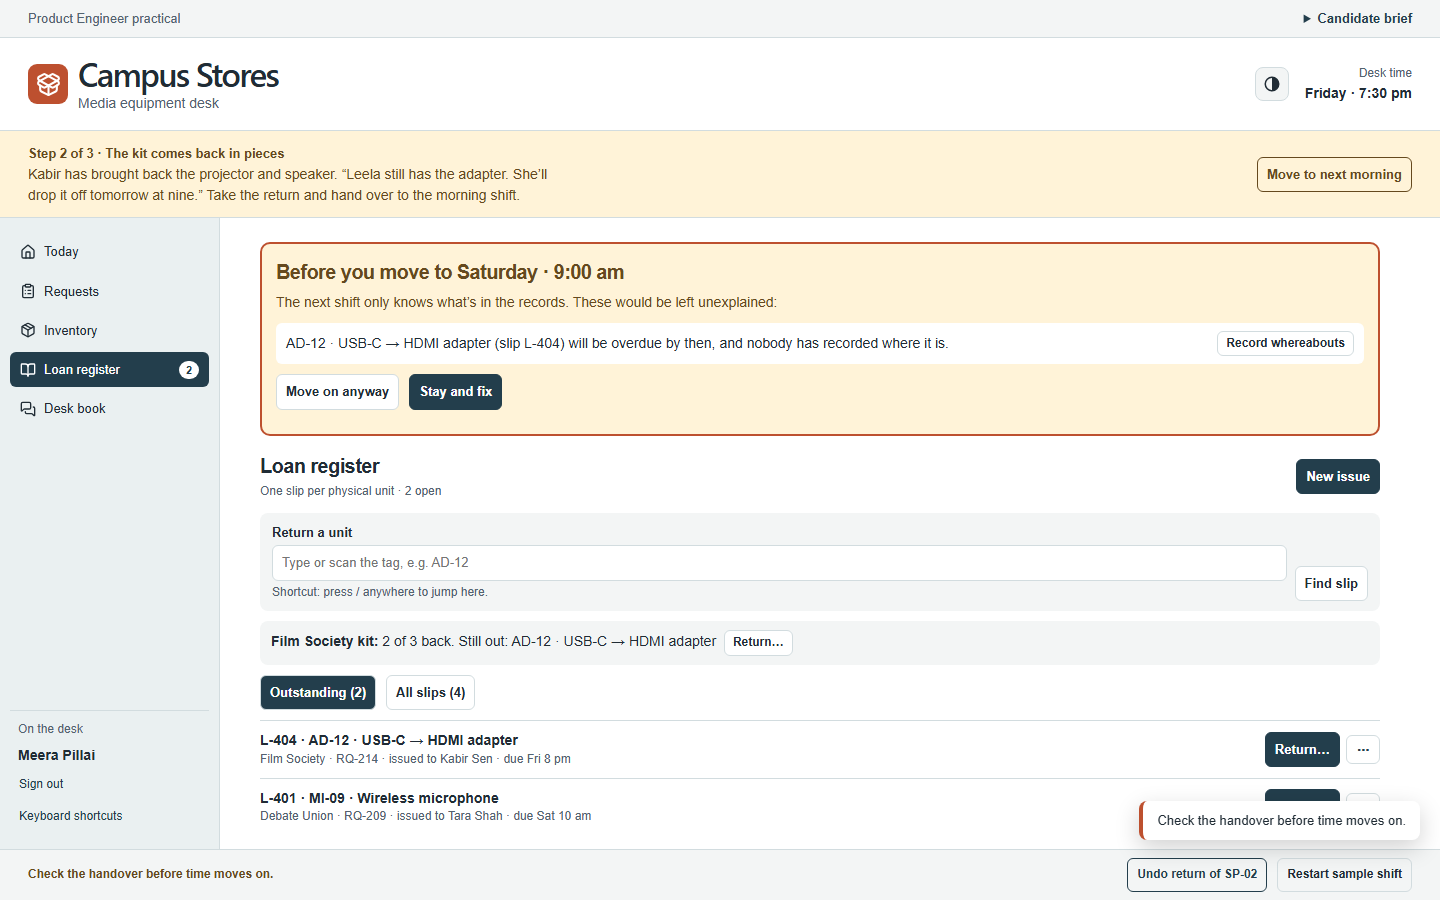 Product Engineer practical
Candidate brief
Campus Stores
Media equipment desk
Desk time
Friday · 7:30 pm
Step 2 of 3 · The kit comes back in pieces
Kabir has brought back the projector and speaker. “Leela still has the adapter. She’ll
drop it off tomorrow at nine.” Take the return and hand over to the morning shift.
Move to next morning
Today
Requests
Inventory
Loan register 2
Desk book
On the desk
Meera Pillai
Sign out
Keyboard shortcuts
Before you move to Saturday · 9:00 am
The next shift only knows what’s in the records. These would be left unexplained:
AD-12 · USB-C → HDMI adapter (slip L-404) will be overdue by then, and nobody has recorded where it is.
Record whereabouts
Move on anyway
Stay and fix
Loan register
One slip per physical unit · 2 open
New issue
Return a unit
Type or scan the tag, e.g. AD-12
Shortcut: press / anywhere to jump here.
Find slip
Film Society kit: 2 of 3 back. Still out: AD-12 · USB-C → HDMI adapter
Return…
Outstanding (2)
All slips (4)
L-404 · AD-12 · USB-C → HDMI adapter
Film Society · RQ-214 · issued to Kabir Sen · due Fri 8 pm
Return…
···
L-401 · MI-09 · Wireless microphone
Debate Union · RQ-209 · issued to Tara Shah · due Sat 10 am
Check the handover before time moves on.
Check the handover before time moves on.
Undo return of SP-02
Restart sample shift